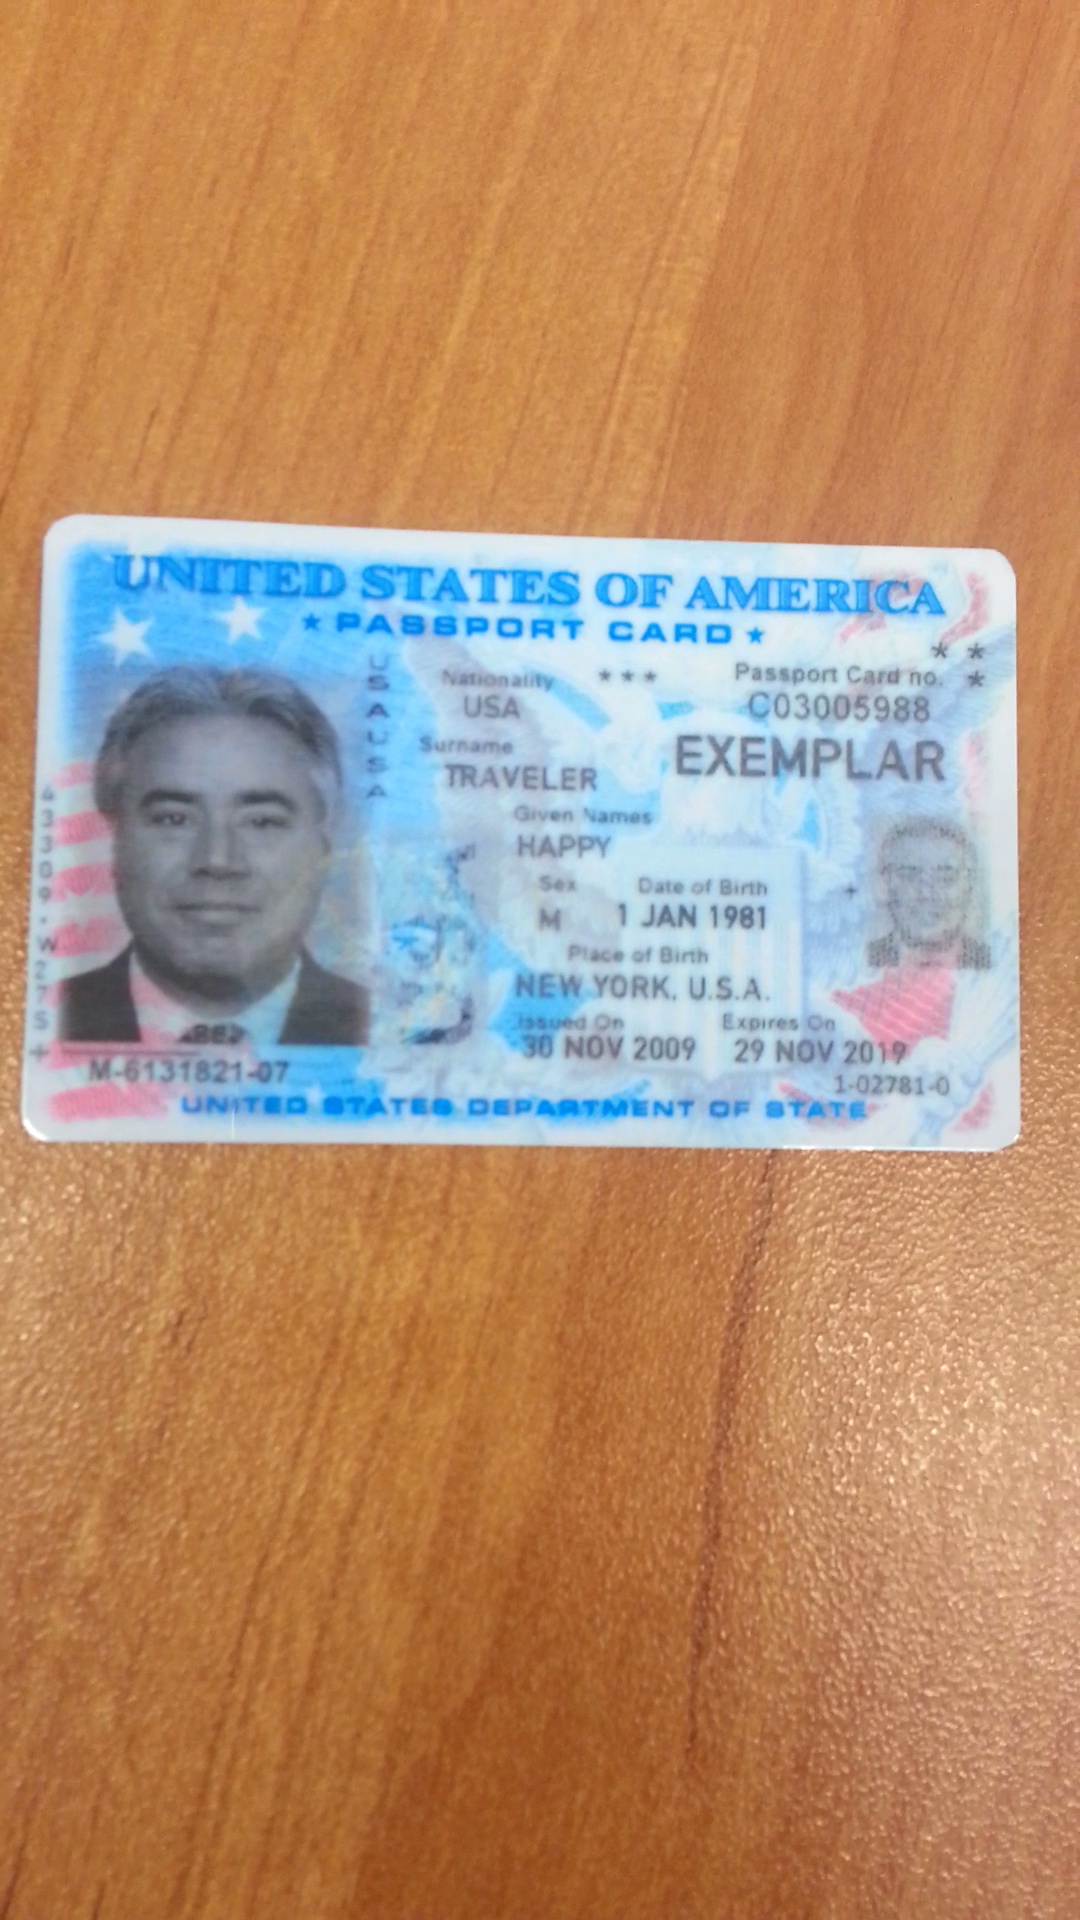 UNITED STATES OF AMERICA
★ PASSPORT CARD ★
* *
*
Nationality * * * Passport Card no.
USA C03005988
EXEMPLAR
Surname
TRAVELER
Given Names
HAPPY
Sex Date of Birth
M 1 JAN 1981
Place of Birth
NEW YORK, U.S.A.
Issued On Expires On
30 NOV 2009 29 NOV 2019
1-02781-0
USAUSA
M-6131821-07
UNITED STATES DEPARTMENT OF STATE